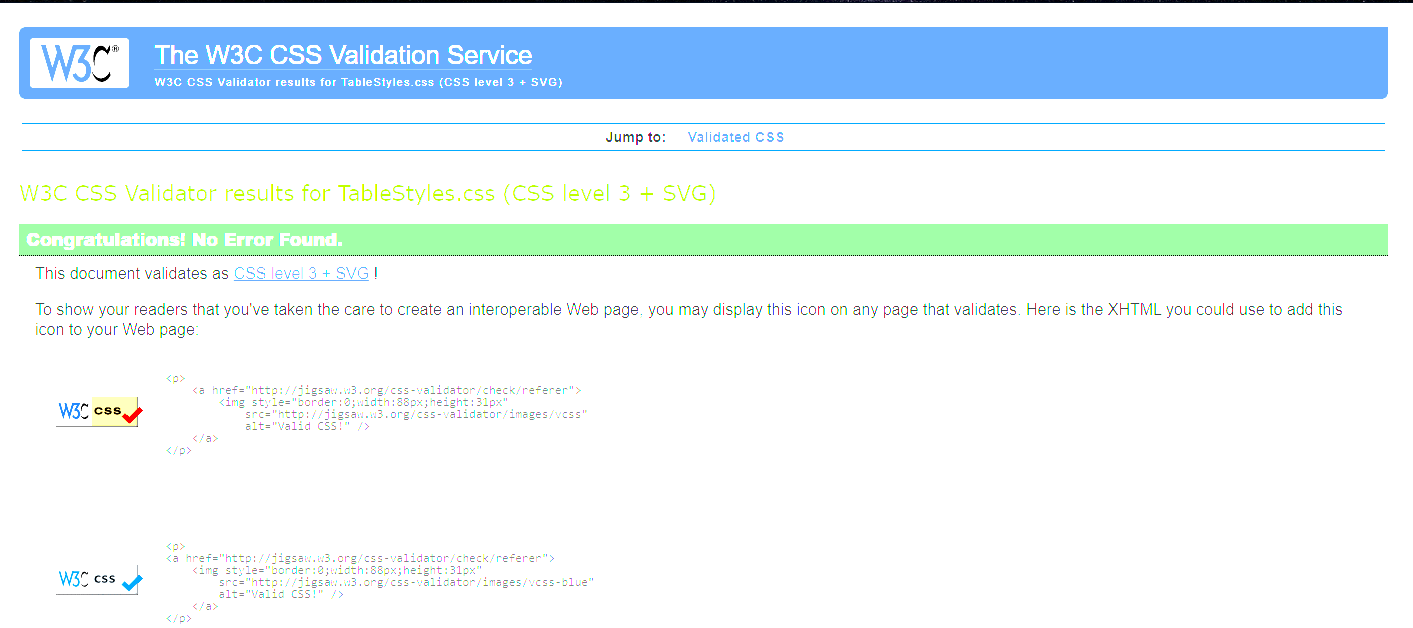 W3C®
The W3C CSS Validation Service
W3C CSS Validator results for TableStyles.css (CSS level 3 + SVG)
Jump to: Validated CSS
W3C CSS Validator results for TableStyles.css (CSS level 3 + SVG)
Congratulations! No Error Found.
This document validates as CSS level 3 + SVG !
To show your readers that you've taken the care to create an interoperable Web page, you may display this icon on any page that validates. Here is the XHTML you could use to add this
icon to your Web page:
W3C css
<p>
<a href="http://jigsaw.w3.org/css-validator/check/referer">
<img style="border:0;width:88px;height:31px"
src="http://jigsaw.w3.org/css-validator/images/vcss"
alt="Valid CSS!" />
</a>
</p>
W3C css
<p>
<a href="http://jigsaw.w3.org/css-validator/check/referer">
<img style="border:0;width:88px;height:31px"
src="http://jigsaw.w3.org/css-validator/images/vcss-blue"
alt="Valid CSS!" />
</a>
</p>